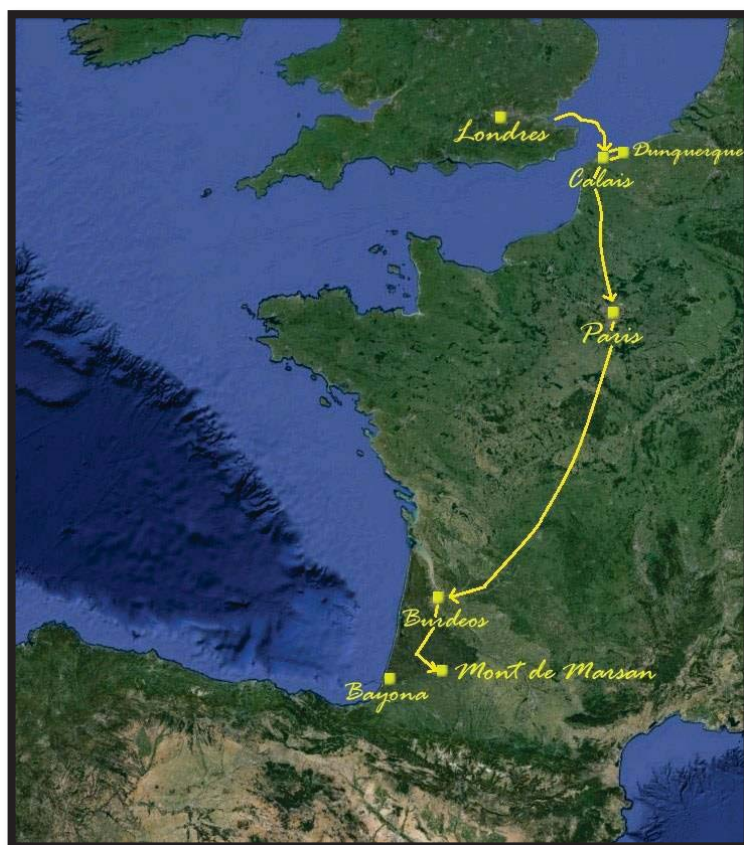 Londres
Dunquerque
Calais
Paris
Burdeos
Mont de Marsan
Bayona